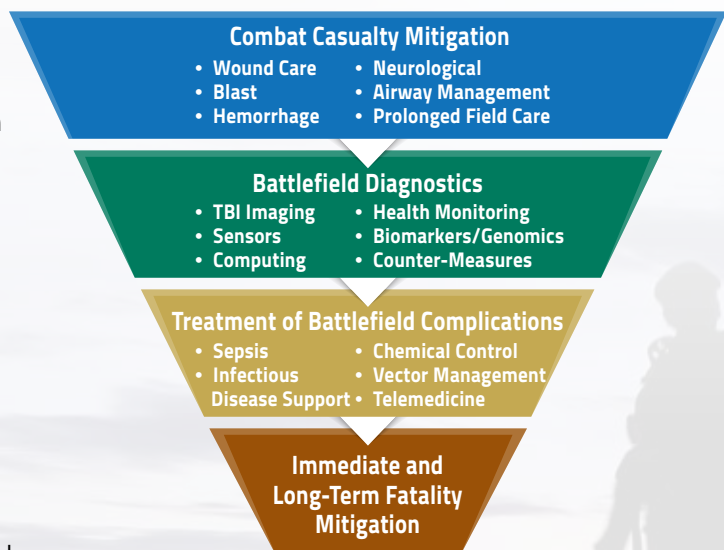 Combat Casualty Mitigation
• Wound Care • Neurological
• Blast • Airway Management
• Hemorrhage • Prolonged Field Care
Battlefield Diagnostics
• TBI Imaging • Health Monitoring
• Sensors • Biomarkers/Genomics
• Computing • Counter-Measures
Treatment of Battlefield Complications
• Sepsis • Chemical Control
• Infectious • Vector Management
Disease Support • Telemedicine
Immediate and
Long-Term Fatality
Mitigation